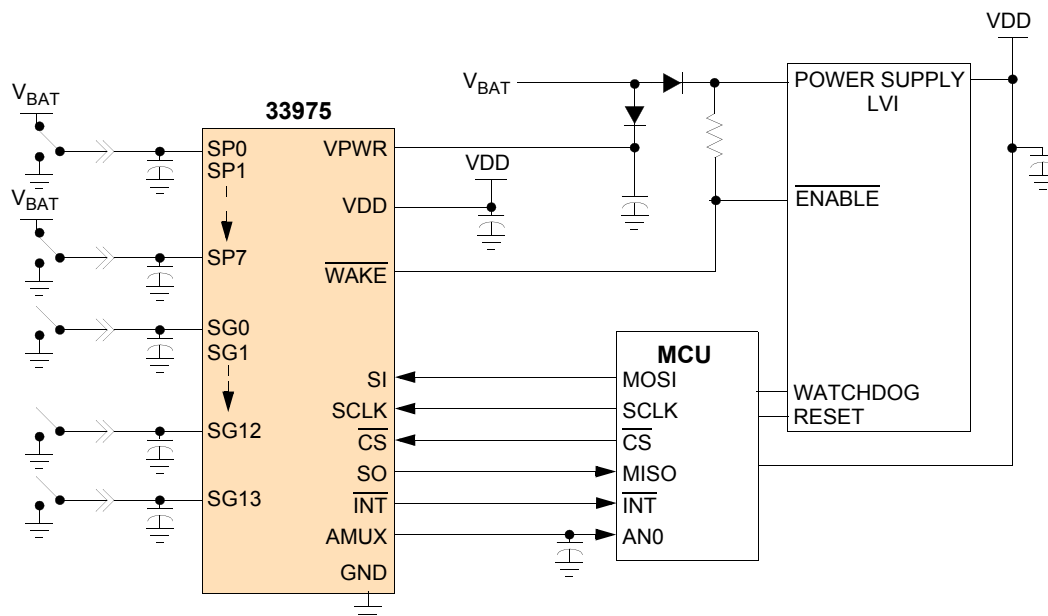 VDD
V_BAT
33975
V_BAT
POWER SUPPLY
LVI
SP0
SP1
VPWR
VDD
V_BAT
VDD
ENABLE
SP7
WAKE
SG0
SG1
MCU
SI
MOSI
WATCHDOG
SCLK
SCLK
RESET
SG12
CS
CS
SO
MISO
SG13
INT
INT
AMUX
AN0
GND